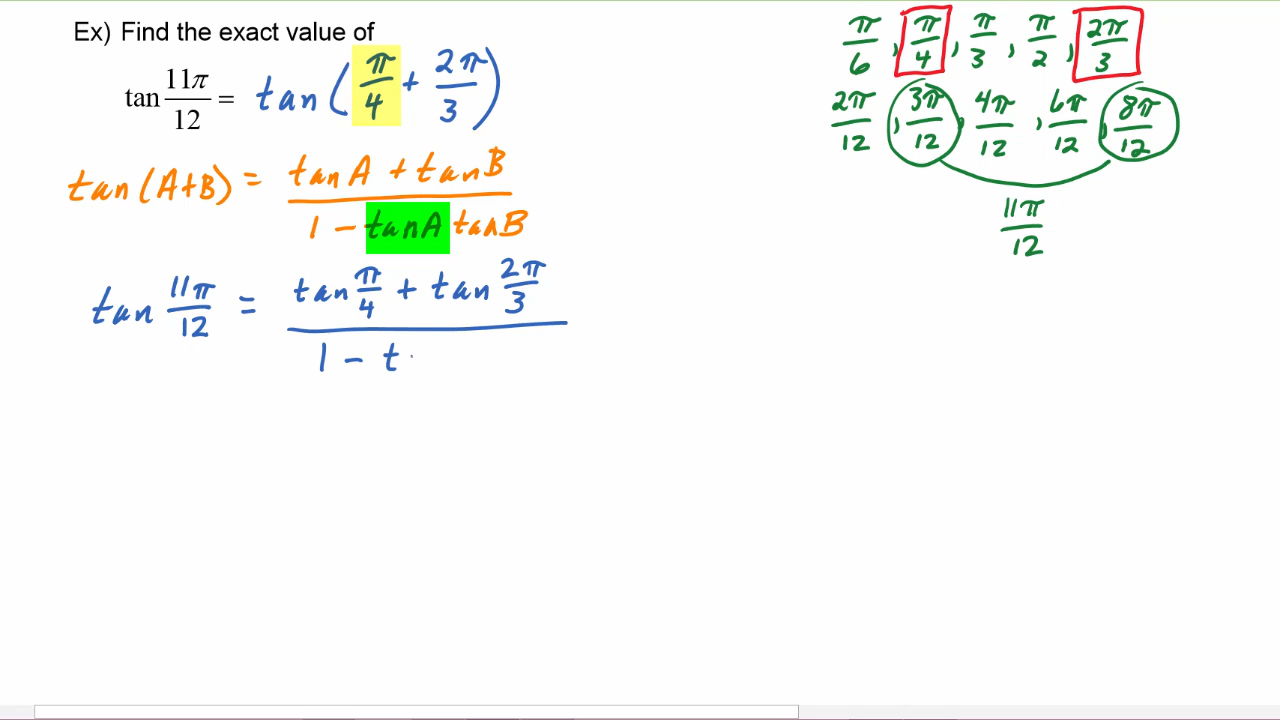 Ex) Find the exact value of
tan 11π/12 = tan(π/4 + 2π/3)
tan(A+B) = (tanA + tanB)/(1 - tanA tanB)
tan 11π/12 = (tan π/4 + tan 2π/3)/(1 - t
π/6, π/4, π/3, π/2, 2π/3
2π/12, 3π/12, 4π/12, 6π/12, 8π/12
11π/12